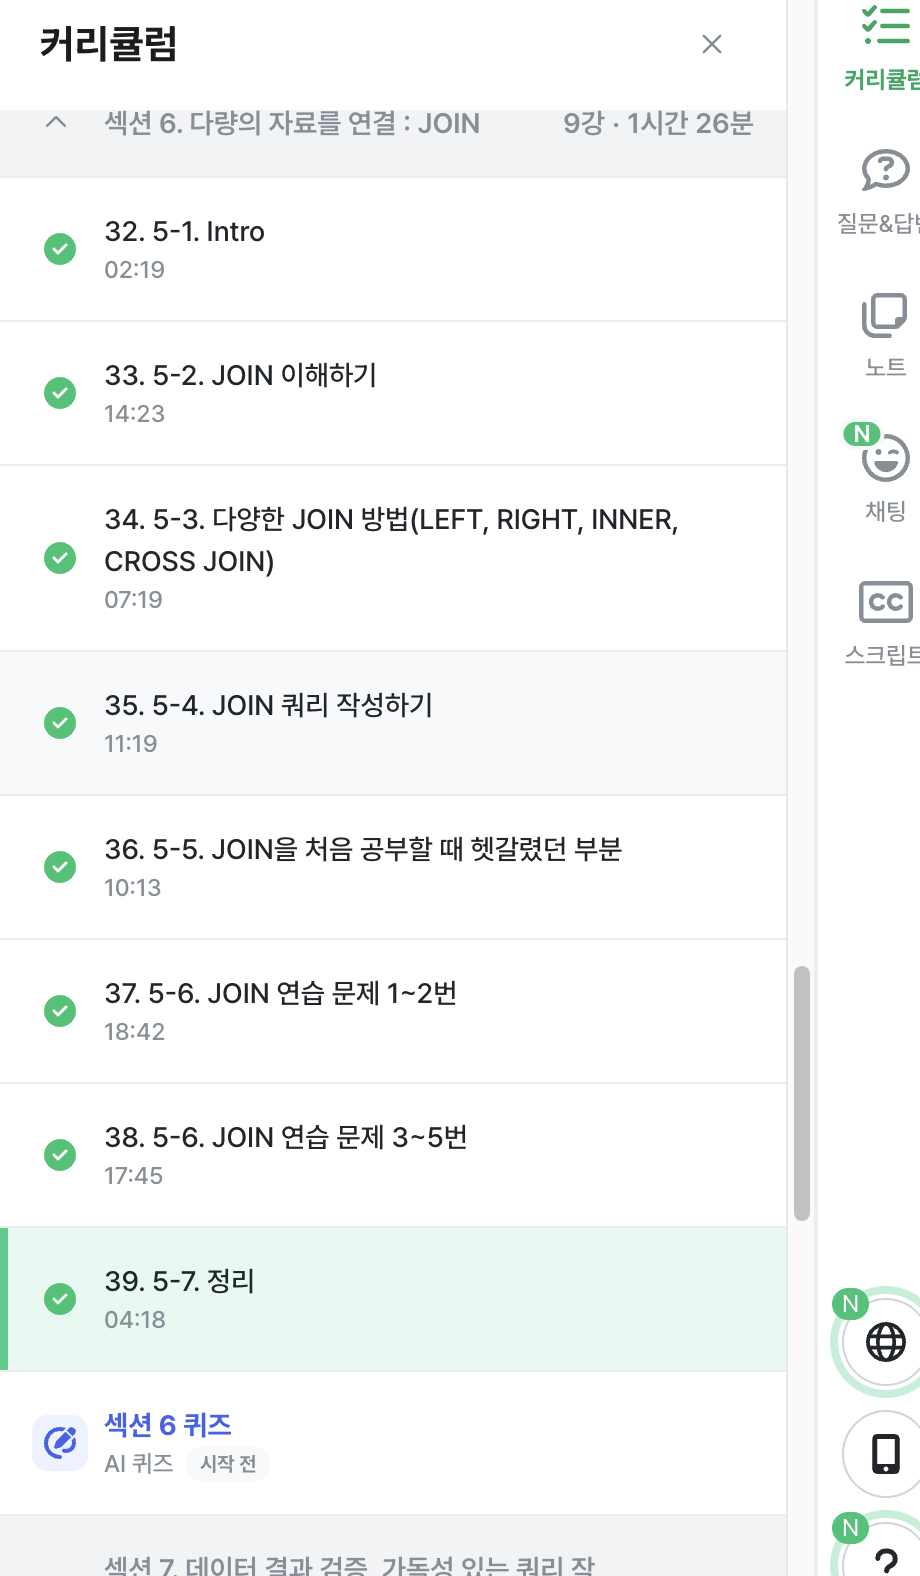 커리큘럼
섹션 6. 다량의 자료를 연결 : JOIN 9강 · 1시간 26분
32. 5-1. Intro
02:19
33. 5-2. JOIN 이해하기
14:23
34. 5-3. 다양한 JOIN 방법(LEFT, RIGHT, INNER,
CROSS JOIN)
07:19
35. 5-4. JOIN 쿼리 작성하기
11:19
36. 5-5. JOIN을 처음 공부할 때 헷갈렸던 부분
10:13
37. 5-6. JOIN 연습 문제 1~2번
18:42
38. 5-6. JOIN 연습 문제 3~5번
17:45
39. 5-7. 정리
04:18
섹션 6 퀴즈
AI 퀴즈 시작 전
섹션 7. 데이터 결과 검증, 가독성 있는 쿼리 작
커리큘럼
질문&답변
노트
N
채팅
CC
스크립트
N
N
?